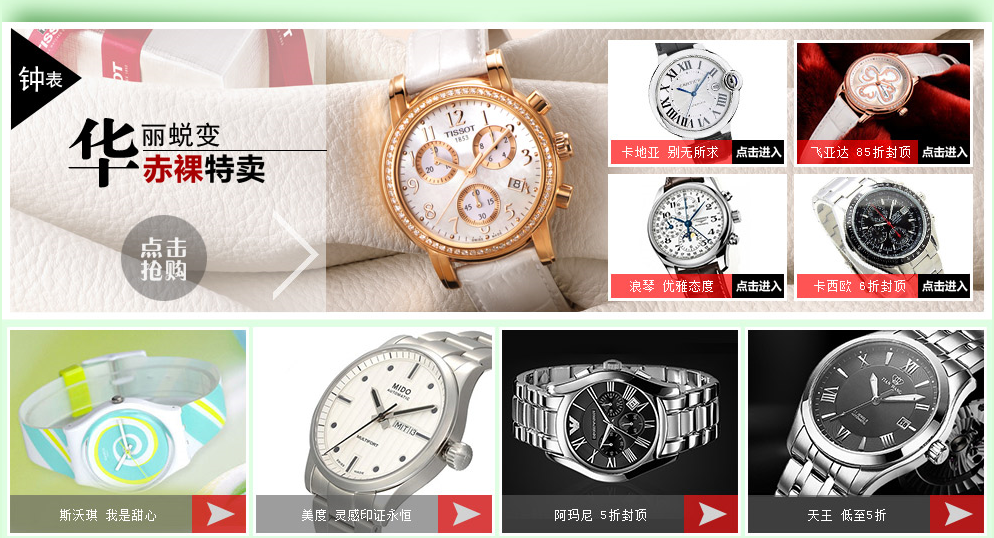 钟表
华
丽蜕变
赤裸特卖
点击
抢购
TISSOT
1853
卡地亚 别无所求
点击进入
飞亚达 85折封顶
点击进入
浪琴 优雅态度
点击进入
卡西欧 6折封顶
点击进入
MIDO
AUTOMATIC
MULTIFORT
斯沃琪 我是甜心
美度 灵感印证永恒
阿玛尼 5折封顶
天王 低至5折